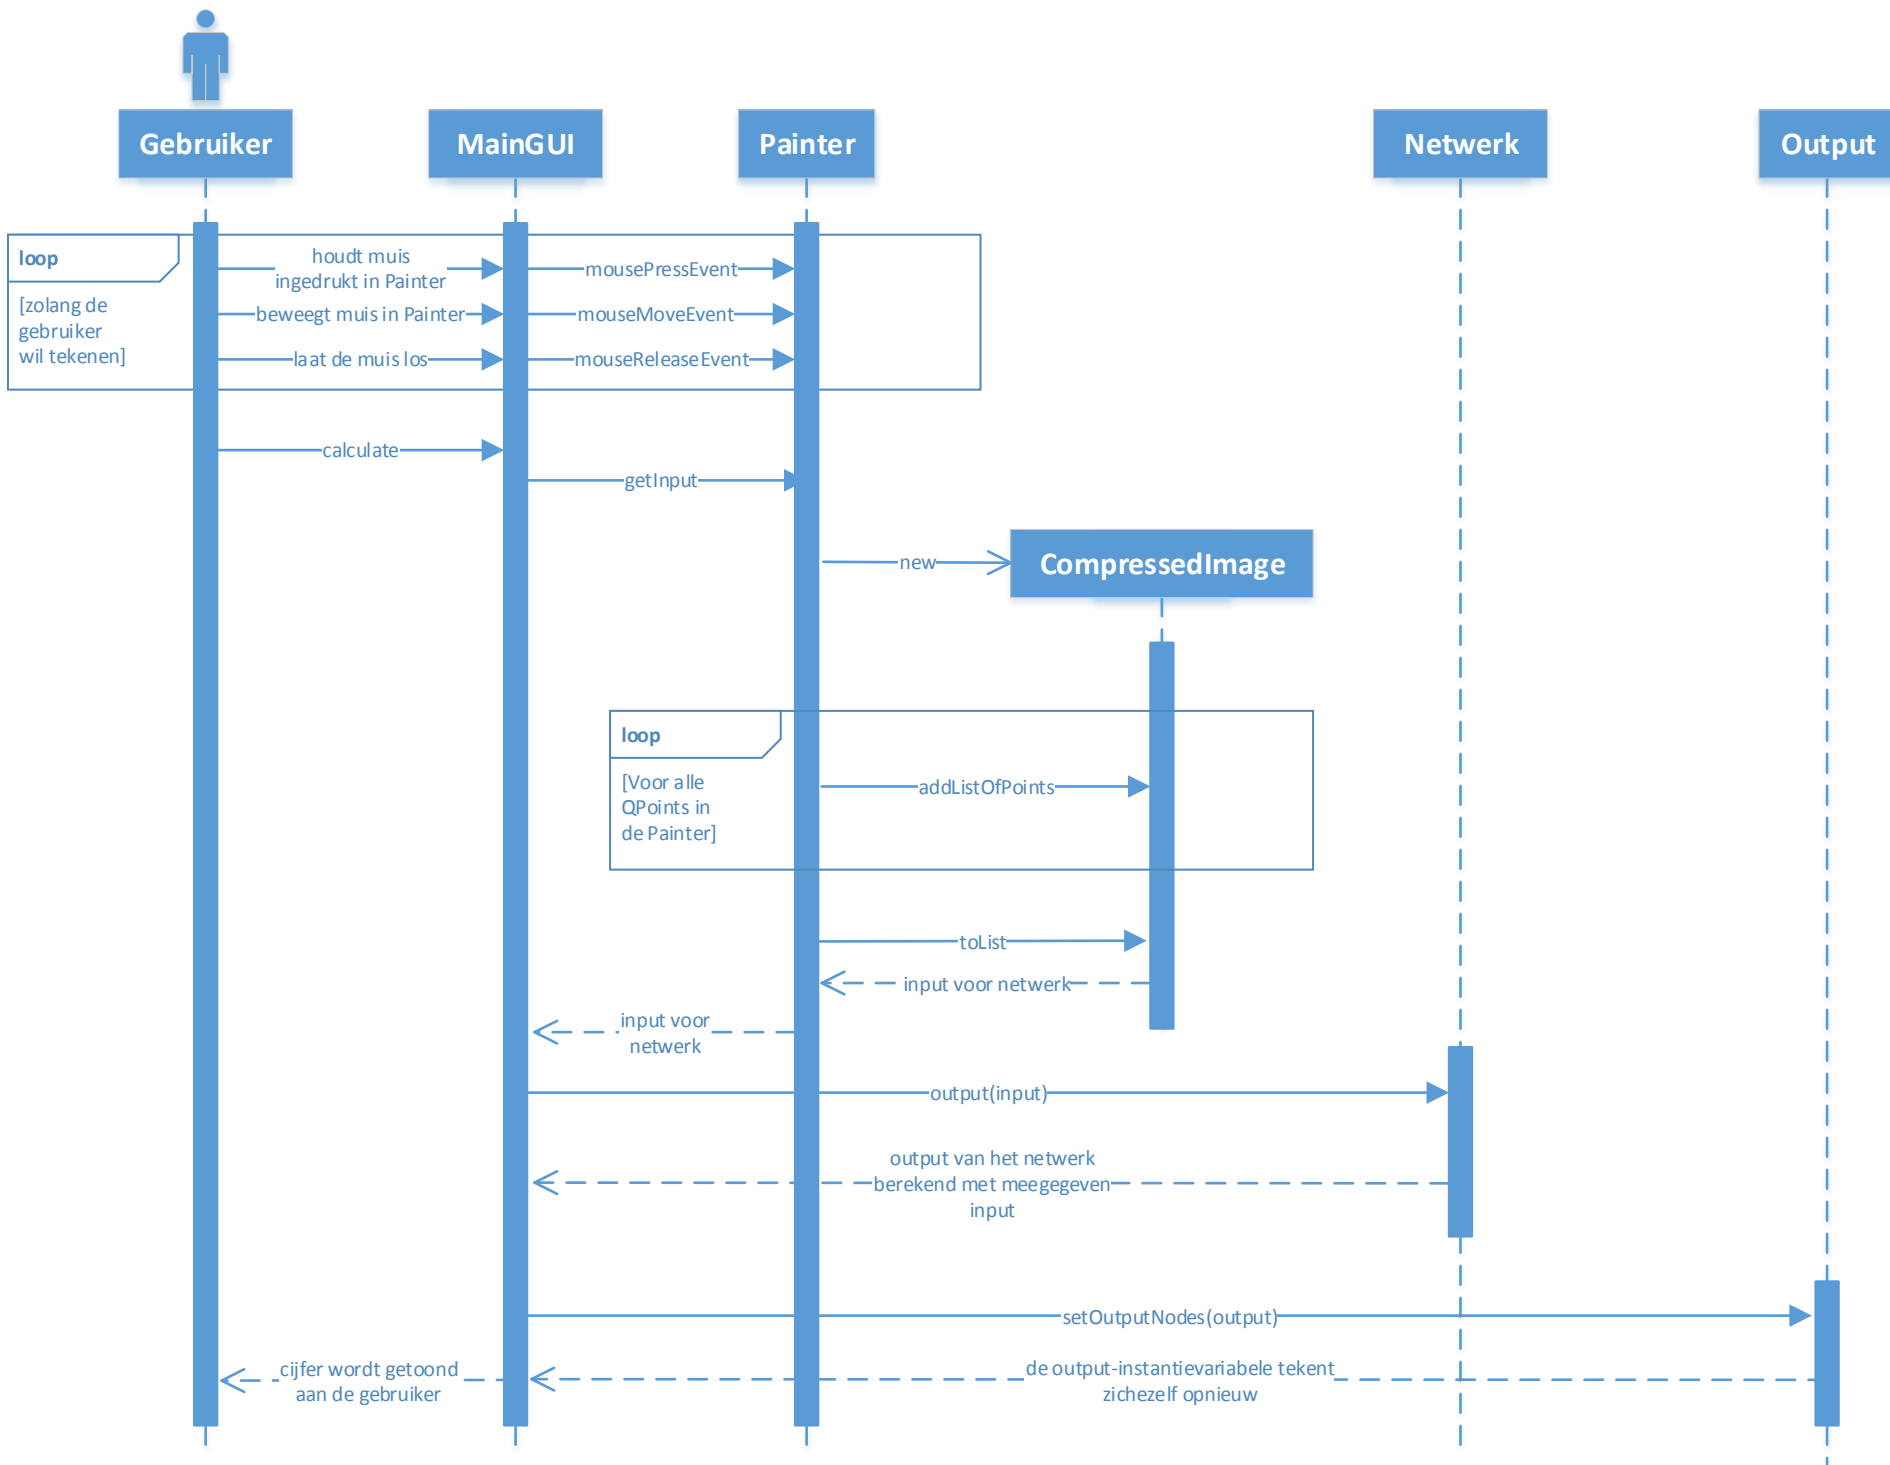 Gebruiker
MainGUI
Painter
Netwerk
Output
loop
[zolang de
gebruiker
wil tekenen]
houdt muis
ingedrukt in Painter
mousePressEvent
beweegt muis in Painter
mouseMoveEvent
laat de muis los
mouseReleaseEvent
calculate
getInput
new
CompressedImage
loop
[Voor alle
QPoints in
de Painter]
addListOfPoints
toList
input voor netwerk
input voor
netwerk
output(input)
output van het netwerk
berekend met meegegeven
input
setOutputNodes(output)
cijfer wordt getoond
aan de gebruiker
de output-instantievariabele tekent
zichezelf opnieuw